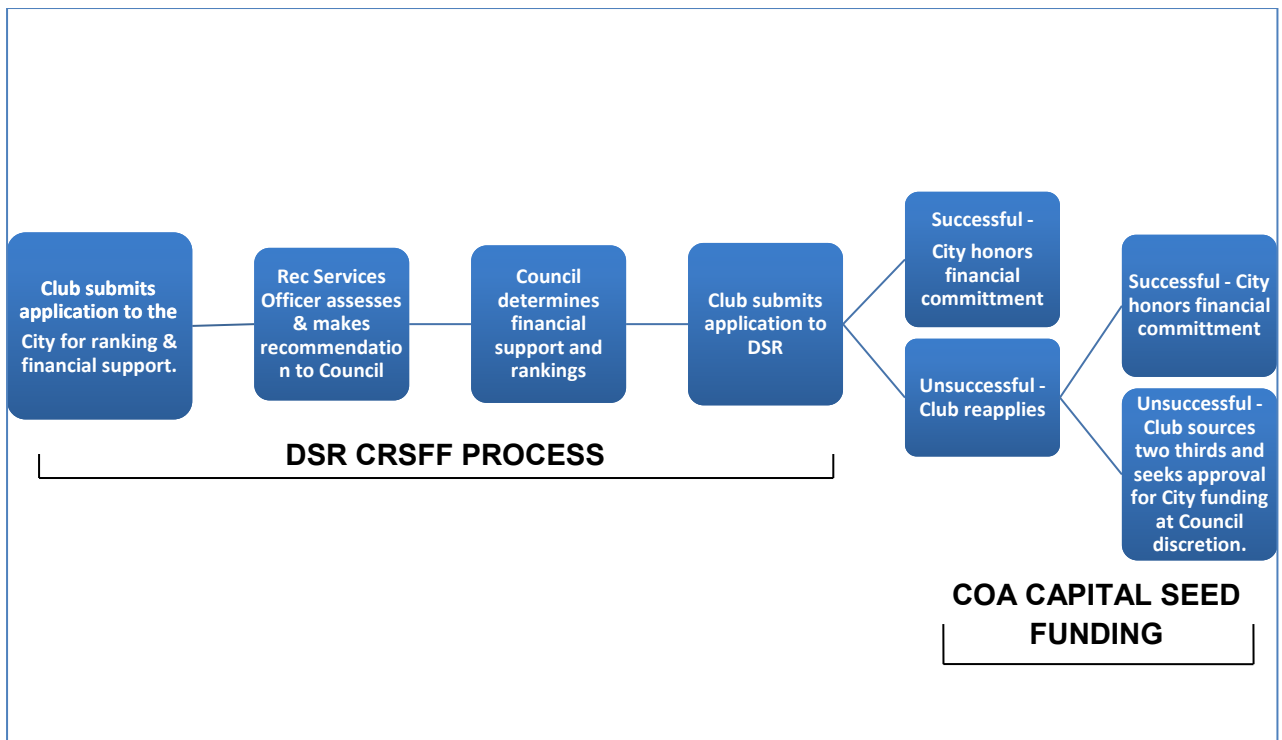 Club submits
application to the
City for ranking &
financial support.
Rec Services
Officer assesses
& makes
recommendatio
n to Council
Council
determines
financial
support and
rankings
Club submits
application to
DSR
Successful -
City honors
financial
committment
Unsuccessful -
Club reapplies
Successful - City
honors financial
committment
Unsuccessful -
Club sources
two thirds and
seeks approval
for City funding
at Council
discretion.
DSR CRSFF PROCESS
COA CAPITAL SEED
FUNDING